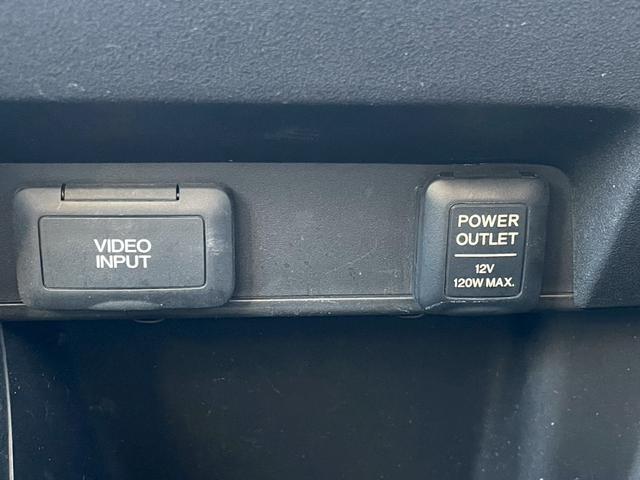 VIDEO
INPUT
POWER
OUTLET
12V
120W MAX.